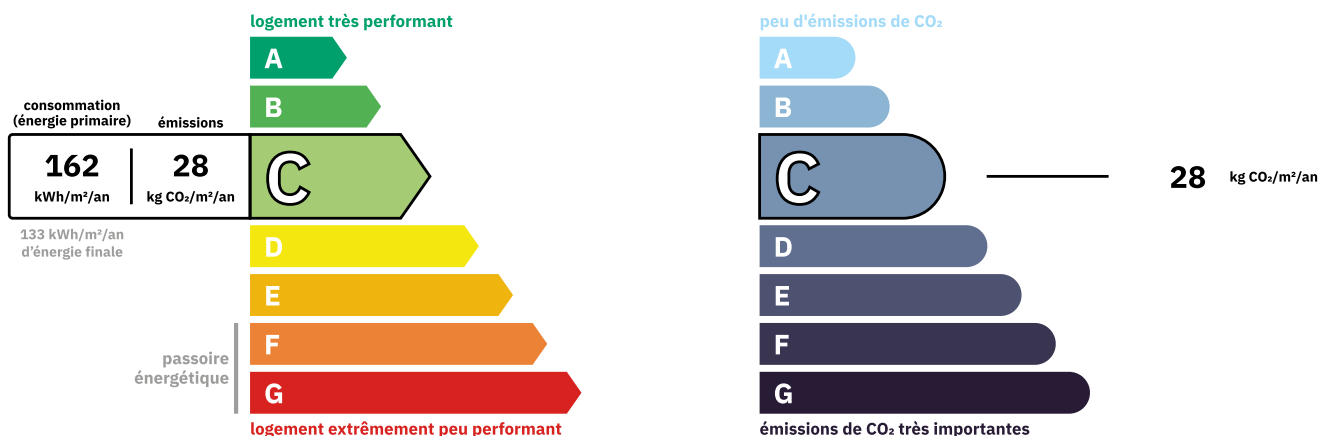 logement très performant
A
B
consommation
(énergie primaire)
émissions
162
kWh/m²/an
28
kg CO₂/m²/an
C
133 kWh/m²/an
d'énergie finale
D
E
passoire
énergétique
F
G
logement extrêmement peu performant
peu d'émissions de CO₂
A
B
C
28 kg CO₂/m²/an
D
E
F
G
émissions de CO₂ très importantes